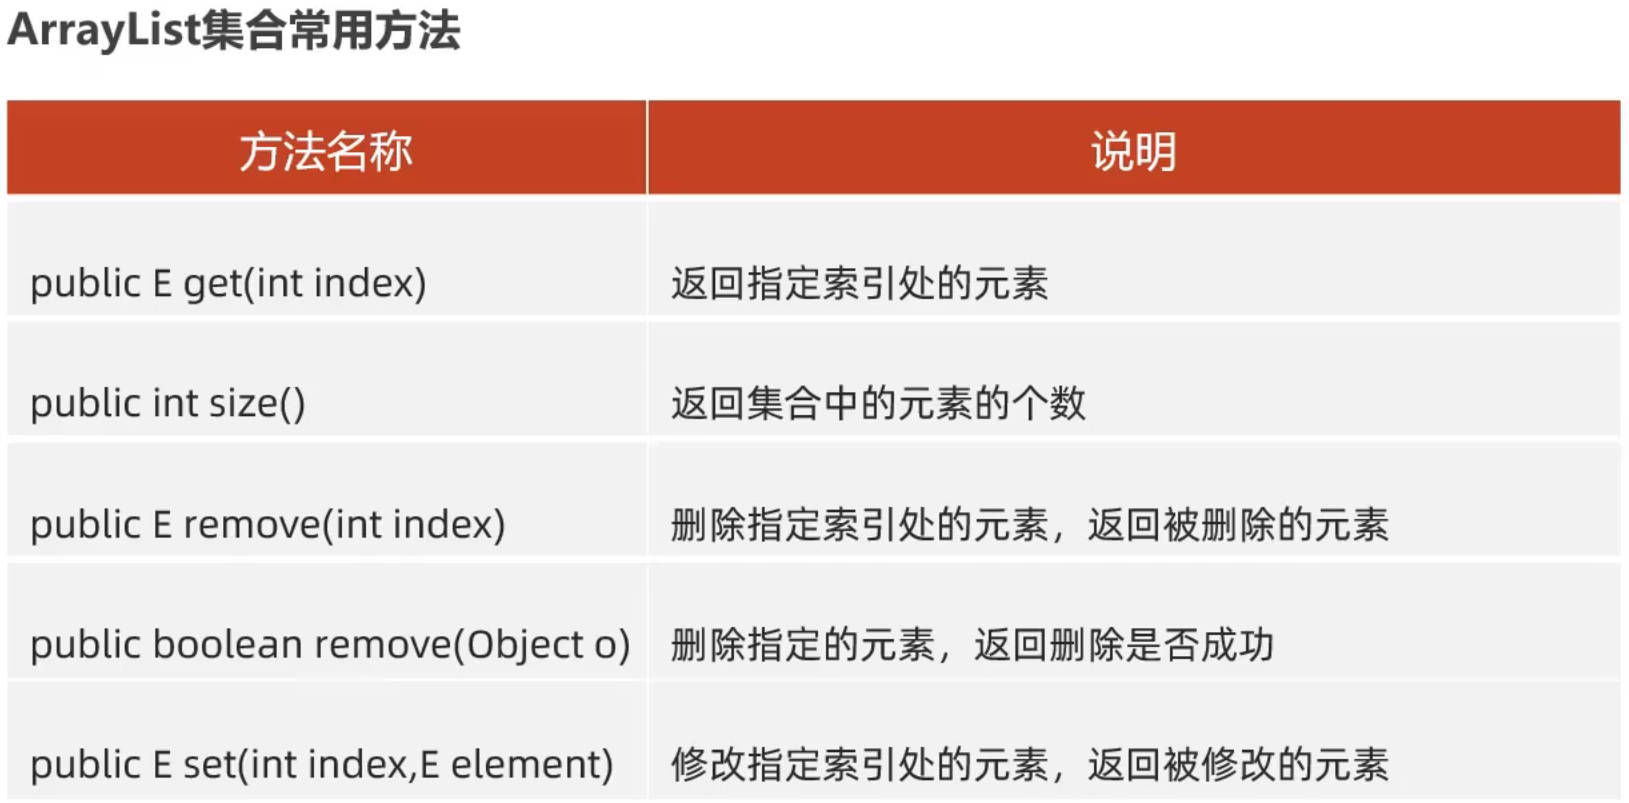 ArrayList集合常用方法
方法名称 说明
public E get(int index) 返回指定索引处的元素
public int size() 返回集合中的元素的个数
public E remove(int index) 删除指定索引处的元素，返回被删除的元素
public boolean remove(Object o) 删除指定的元素，返回删除是否成功
public E set(int index,E element) 修改指定索引处的元素，返回被修改的元素